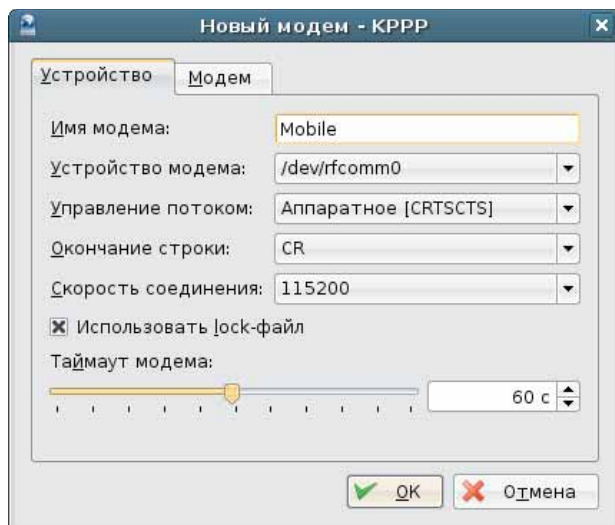 Новый модем - KPPP
Устройство Модем
Имя модема: Mobile
Устройство модема: /dev/rfcomm0
Управление потоком: Аппаратное [CRTSCTS]
Окончание строки: CR
Скорость соединения: 115200
Использовать lock-файл
Таймаут модема:
60 с
OK Отмена